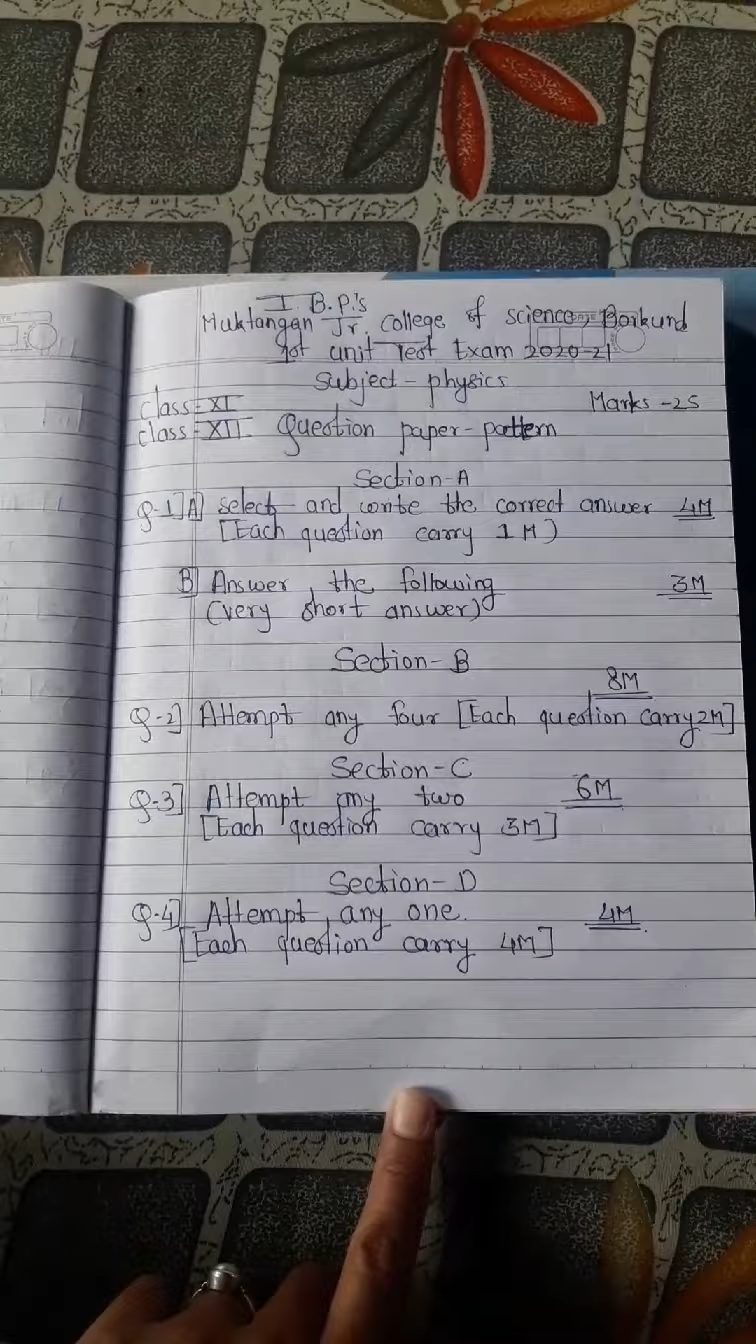 I B.P.'s
Muktangan Jr. college of science, Borkund
1st unit Test Exam 2020-21
Subject - physics
class = XI
Marks - 25
class = XII Question paper - pattern
Section - A
Q-1] A] select and write the correct answer 4M
[Each question carry 1M)
B] Answer the following 3M
(very short answer)
Section - B
8M
Q-2] Attempt any four [Each question carry 2M]
Section - C
Q-3] Attempt any two 6M
[Each question carry 3M]
Section - D
Q-4] Attempt any one. 4M
[Each question carry 4M]